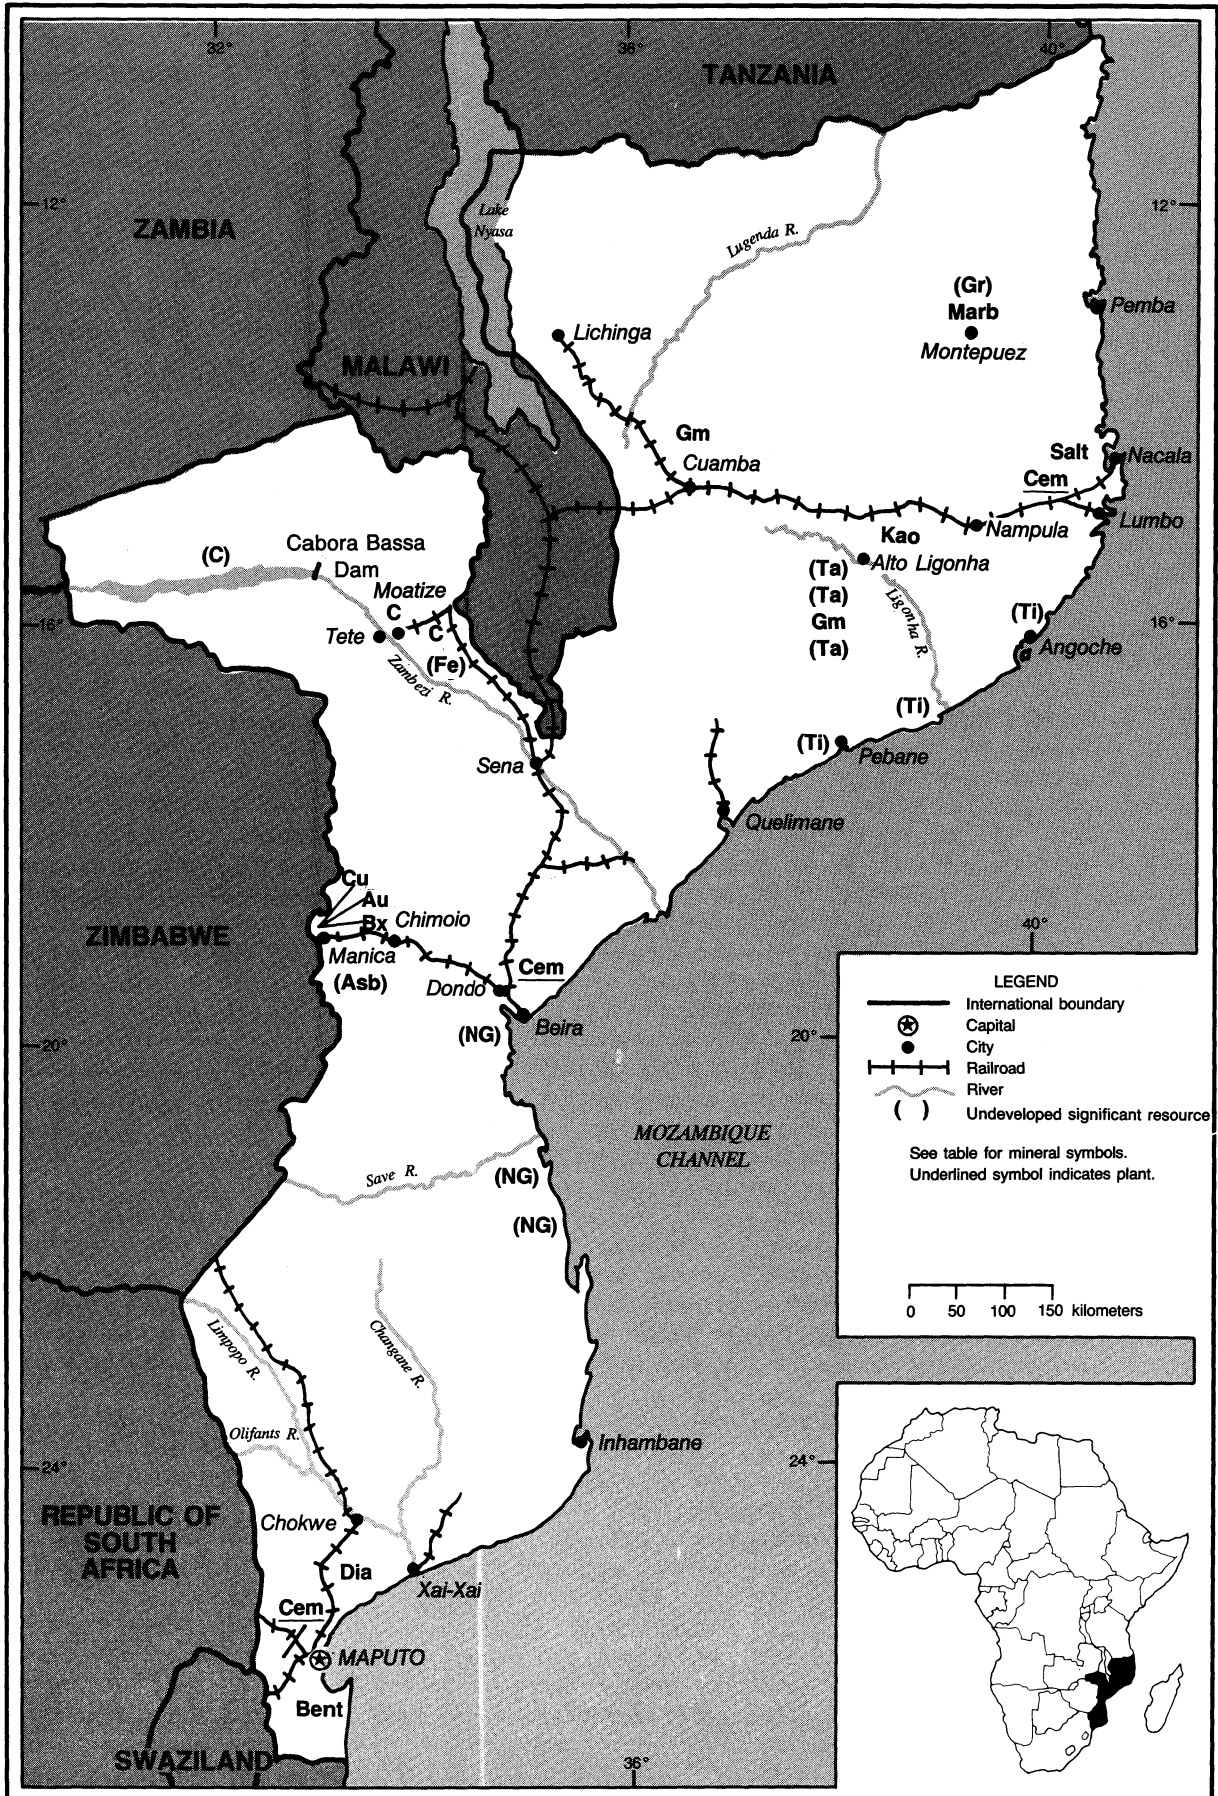 32°
36°
40°
TANZANIA
12°
12°
ZAMBIA
Lake
Nyasa
Lugenda R.
(Gr)
Marb
Montepuez
Pemba
Lichinga
MALAWI
Gm
Cuamba
Salt
Nacala
Cem
Lumbo
Nampula
Kao
Alto Ligonha
(C)
Cabora Bassa
Dam
Moatize
C
C
(Ta)
(Ta)
Gm
(Ta)
Ligonha R.
(Ti)
Angoche
16°
16°
Tete
(Fe)
Zambezi R.
(Ti)
(Ti)
Pebane
Sena
Quelimane
Cu
Au
Bx
Chimoio
ZIMBABWE
Manica
(Asb)
Dondo
Cem
(NG)
Beira
40°
20°
20°
LEGEND
International boundary
Capital
City
Railroad
River
( ) Undeveloped significant resource
See table for mineral symbols.
Underlined symbol indicates plant.
0 50 100 150 kilometers
MOZAMBIQUE
CHANNEL
Save R.
(NG)
(NG)
Limpopo R.
Changane R.
Olifants R.
Inhambane
24°
24°
REPUBLIC OF
SOUTH
AFRICA
Chokwe
Dia
Xai-Xai
Cem
MAPUTO
Bent
SWAZILAND
36°